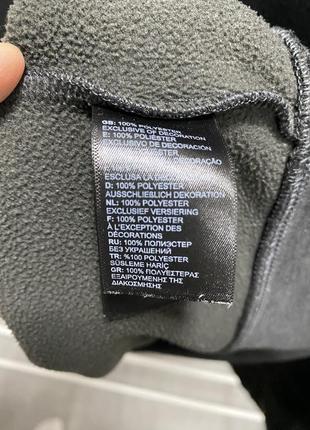 GB: 100% POLYESTER
EXCLUSIVE OF DECORATION
E: 100% POLIÉSTER
EXCLUSIVO DE DECORACIÓN
ESCLUSA LA
D: 100% POLYESTER
AUSSCHLIEßLICH DEKORATION
NL: 100% POLYESTER
EXCLUSIEF VERSIERING
F: 100% POLYESTER
À L'EXCEPTION DES
DÉCORATIONS
RU: 100% ПОЛИЭСТЕР
БЕЗ УКРАШЕНИЙ
TR: %100 POLYESTER
SÜSLEME HARİÇ
GR: 100% ΠΟΛΥΕΣΤΕΡΑΣ
ΕΞΑΙΡΟΥΜΕΝΗΣ ΤΗΣ
ΔΙΑΚΟΣΜΗΣΗΣ